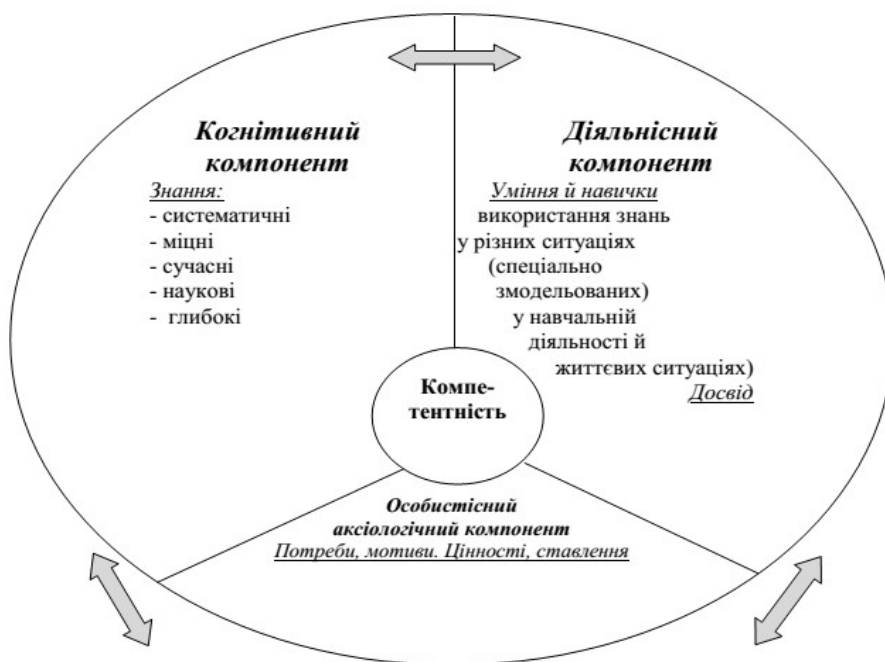 Когнітивний
компонент
Знання:
- систематичні
- міцні
- сучасні
- наукові
- глибокі
Діяльнісний
компонент
Уміння й навички
використання знань
у різних ситуаціях
(спеціально
змодельованих)
у навчальній
діяльності й
життєвих ситуаціях)
Досвід
Компе-
тентність
Особистісний
аксіологічний компонент
Потреби, мотиви. Цінності, ставлення